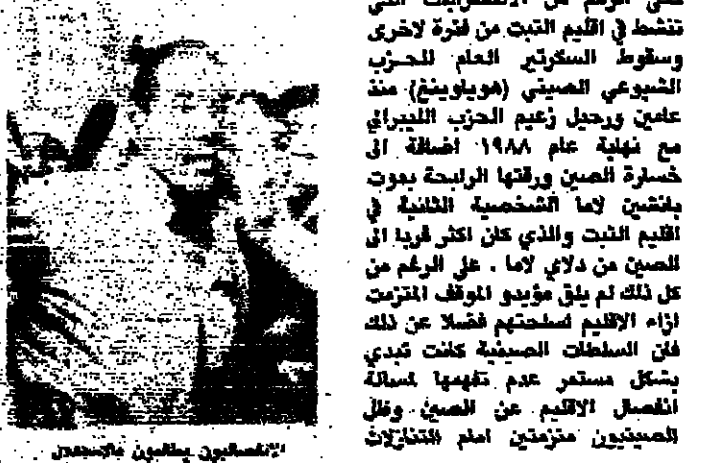 على الرغم من الاضطرابات التي
تنشط في اقليم التبت من فترة لاخرى
وسقوط السكرتير العام للحزب
الشيوعي الصيني (هوياوبينغ) منذ
عامين ورحيل زعيم الحزب الليبرالي
مع نهاية عام ١٩٨٨ اضافة الى
خسارة الصين ورقتها الرابحة بموت
بانشين لاما الشخصية الثانية في
اقليم التبت والذي كان اكثر قربا الى
الصين من دلاي لاما . على الرغم من
كل ذلك لم يلق مؤيدو الموقف المتزمت
ازاء الاقليم اسلحتهم فضلا عن ذلك
فان السلطات الصينية كانت تبدي
بشكل مستمر عدم تفهمها لمسالة
انفصال الاقليم عن الصين وظل
الصينيون متزمتين امام التنازلات
الانفصاليون يطالبون بالاستقلال